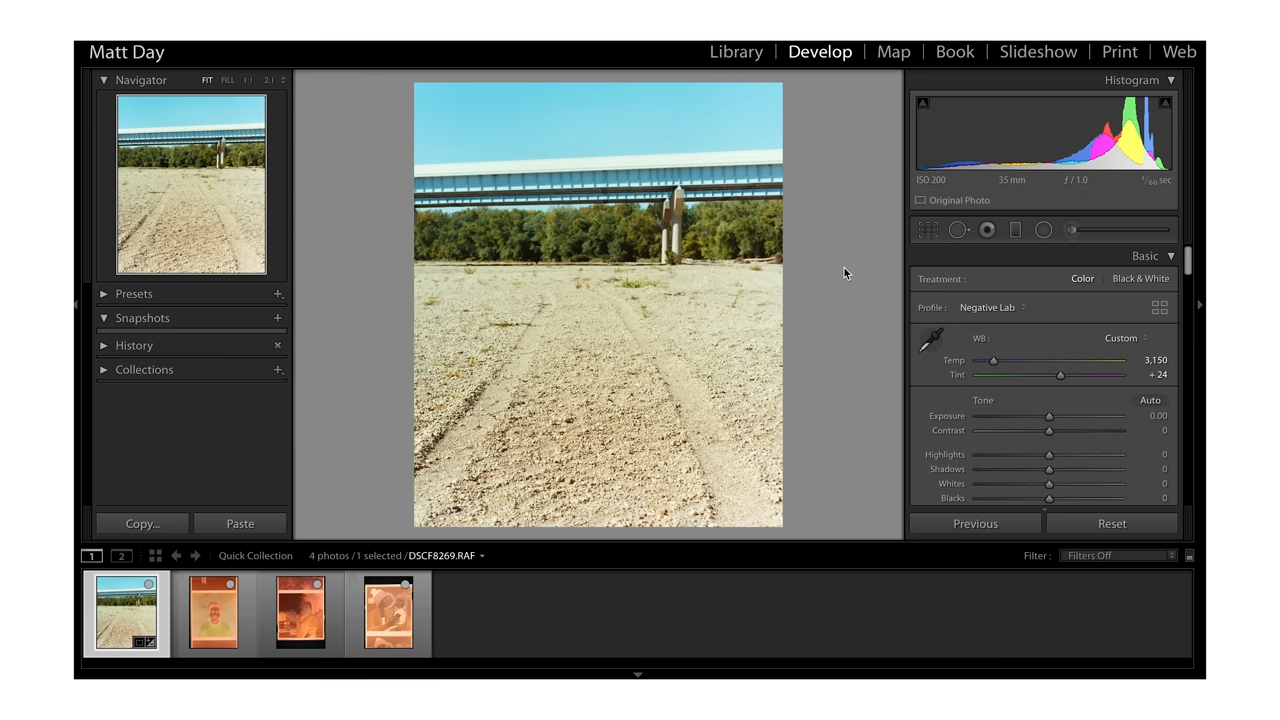 Matt Day
Library | Develop | Map | Book | Slideshow | Print | Web
Navigator FIT FILL 1:1 2:1
Presets
Snapshots
History
Collections
Copy... Paste
Histogram
ISO 200 35 mm ƒ / 1.0 1/60 sec
Original Photo
Basic
Treatment : Color Black & White
Profile : Negative Lab
WB : Custom
Temp 3,150
Tint + 24
Tone Auto
Exposure 0.00
Contrast 0
Highlights 0
Shadows 0
Whites 0
Blacks 0
Previous Reset
1 2 Quick Collection 4 photos / 1 selected / DSCF8269.RAF Filter : Filters Off